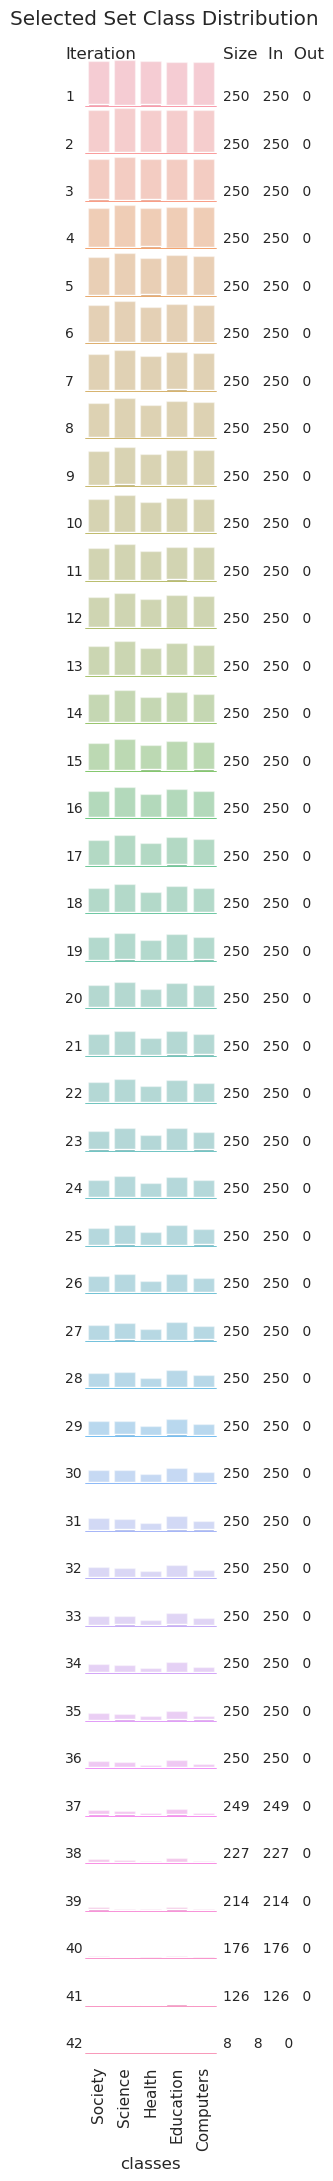 Selected Set Class Distribution
Iteration Size In Out
1 250 250 0
2 250 250 0
3 250 250 0
4 250 250 0
5 250 250 0
6 250 250 0
7 250 250 0
8 250 250 0
9 250 250 0
10 250 250 0
11 250 250 0
12 250 250 0
13 250 250 0
14 250 250 0
15 250 250 0
16 250 250 0
17 250 250 0
18 250 250 0
19 250 250 0
20 250 250 0
21 250 250 0
22 250 250 0
23 250 250 0
24 250 250 0
25 250 250 0
26 250 250 0
27 250 250 0
28 250 250 0
29 250 250 0
30 250 250 0
31 250 250 0
32 250 250 0
33 250 250 0
34 250 250 0
35 250 250 0
36 250 250 0
37 249 249 0
38 227 227 0
39 214 214 0
40 176 176 0
41 126 126 0
42 8 8 0
Society
Science
Health
Education
Computers
classes